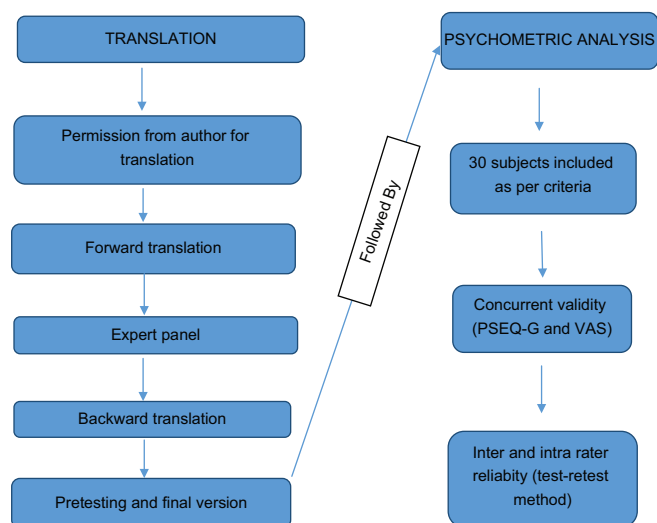 TRANSLATION
Permission from author for
translation
Forward translation
Expert panel
Backward translation
Pretesting and final version
Followed By
PSYCHOMETRIC ANALYSIS
30 subjects included
as per criteria
Concurrent validity
(PSEQ-G and VAS)
Inter and intra rater
reliabity (test-retest
method)